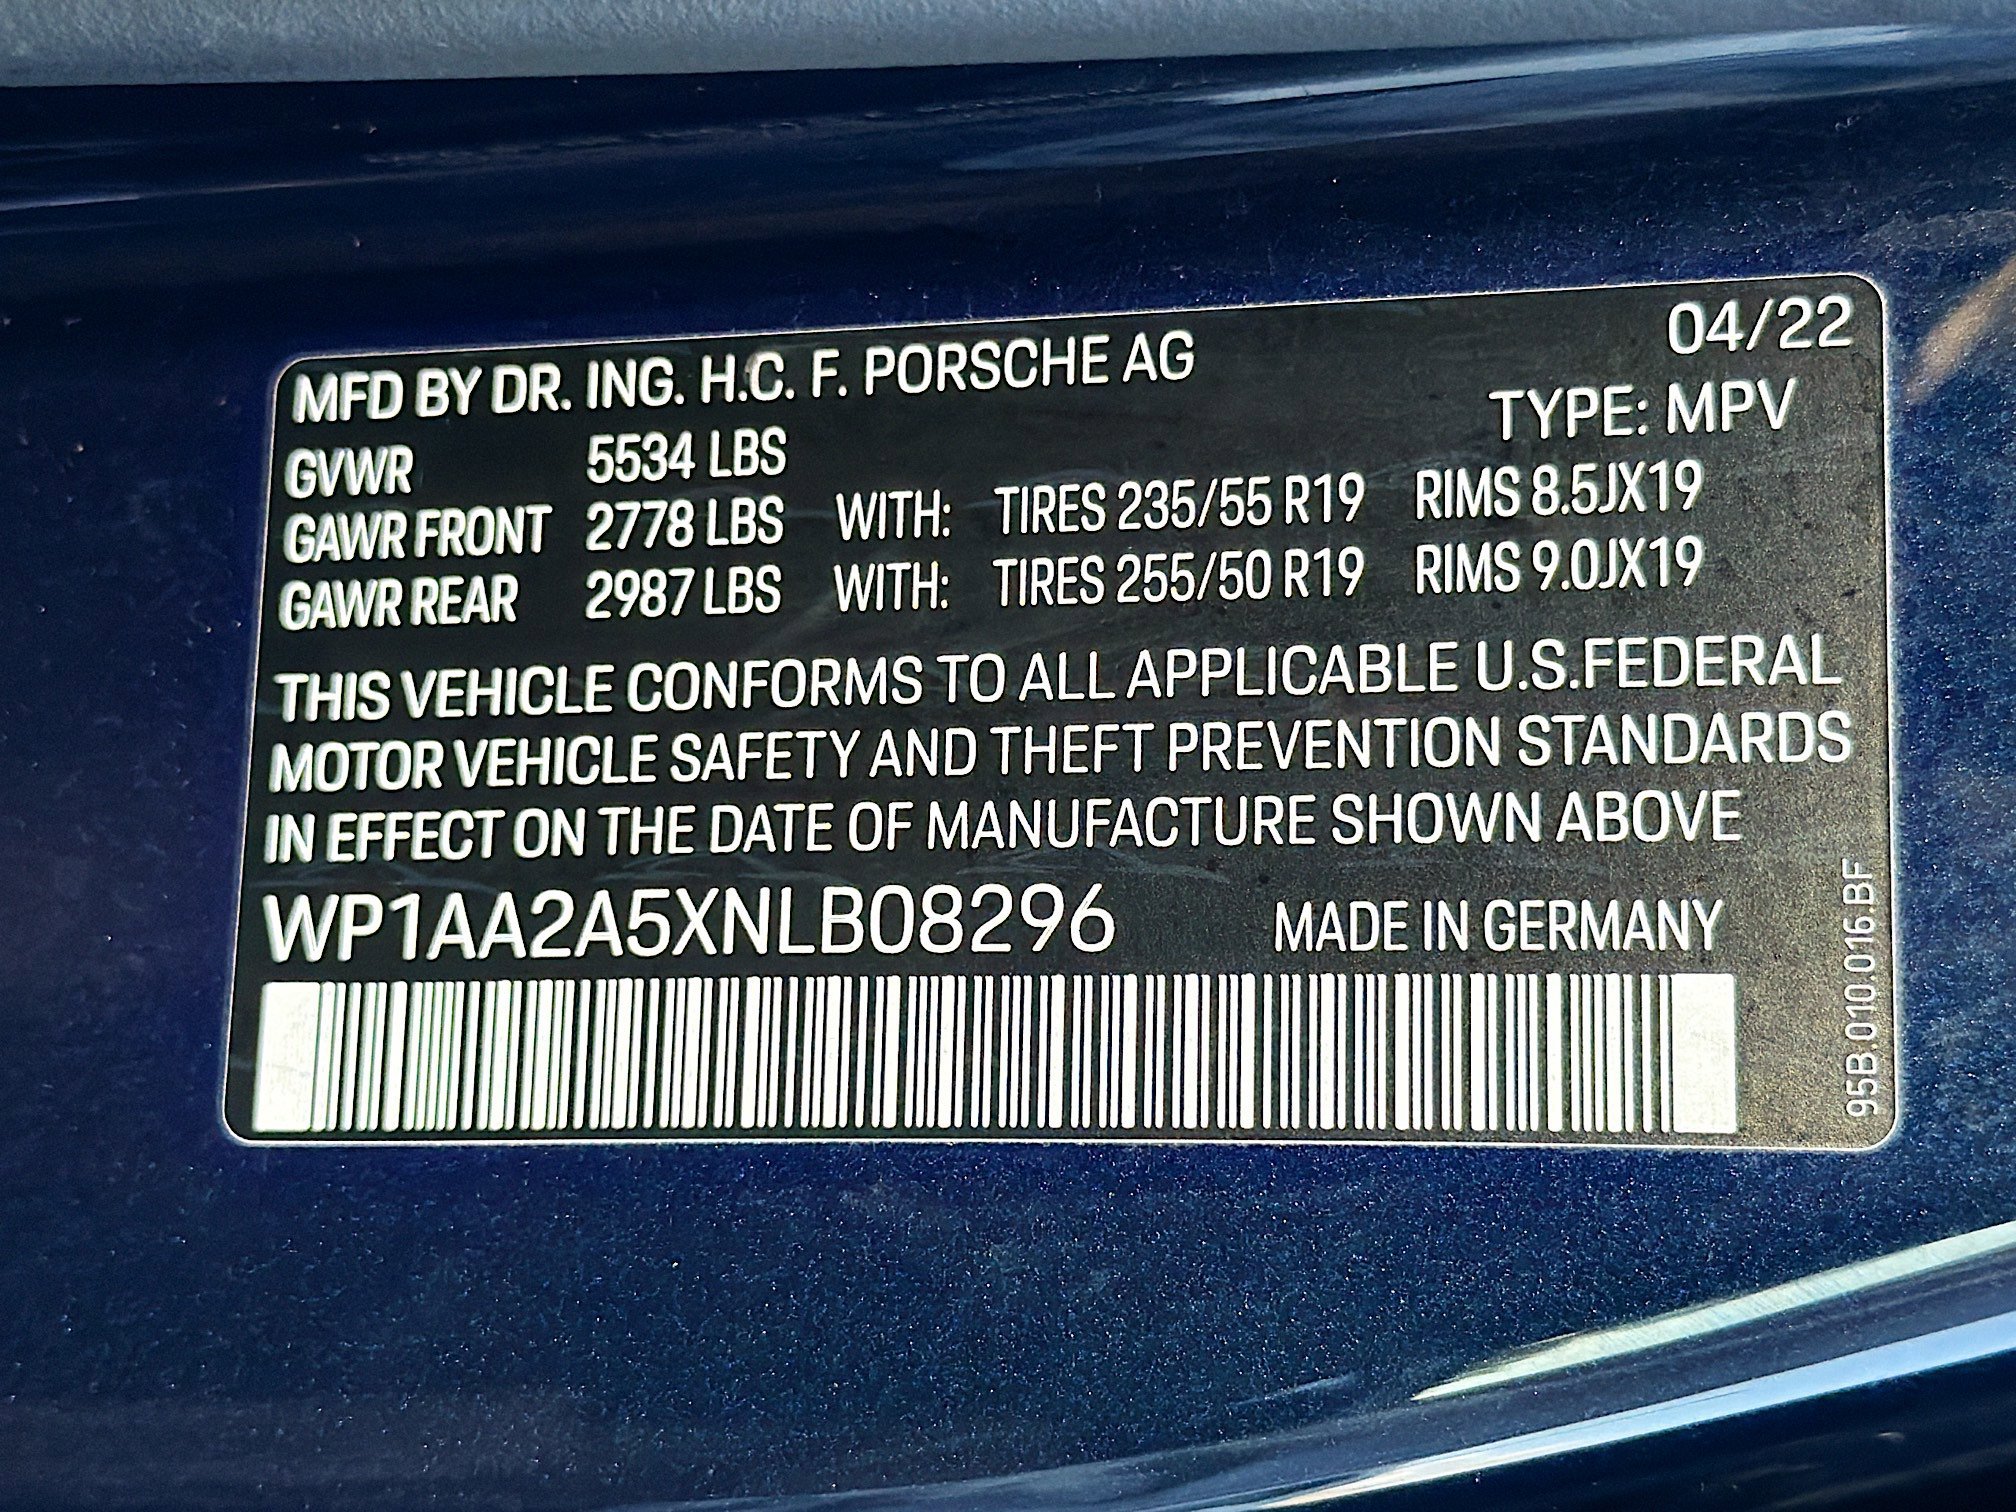 MFD BY DR. ING. H.C. F. PORSCHE AG 04/22
TYPE: MPV
GVWR 5534 LBS
GAWR FRONT 2778 LBS WITH: TIRES 235/55 R19 RIMS 8.5JX19
GAWR REAR 2987 LBS WITH: TIRES 255/50 R19 RIMS 9.0JX19
THIS VEHICLE CONFORMS TO ALL APPLICABLE U.S.FEDERAL
MOTOR VEHICLE SAFETY AND THEFT PREVENTION STANDARDS
IN EFFECT ON THE DATE OF MANUFACTURE SHOWN ABOVE
WP1AA2A5XNLB08296 MADE IN GERMANY
95B.010.016.BF